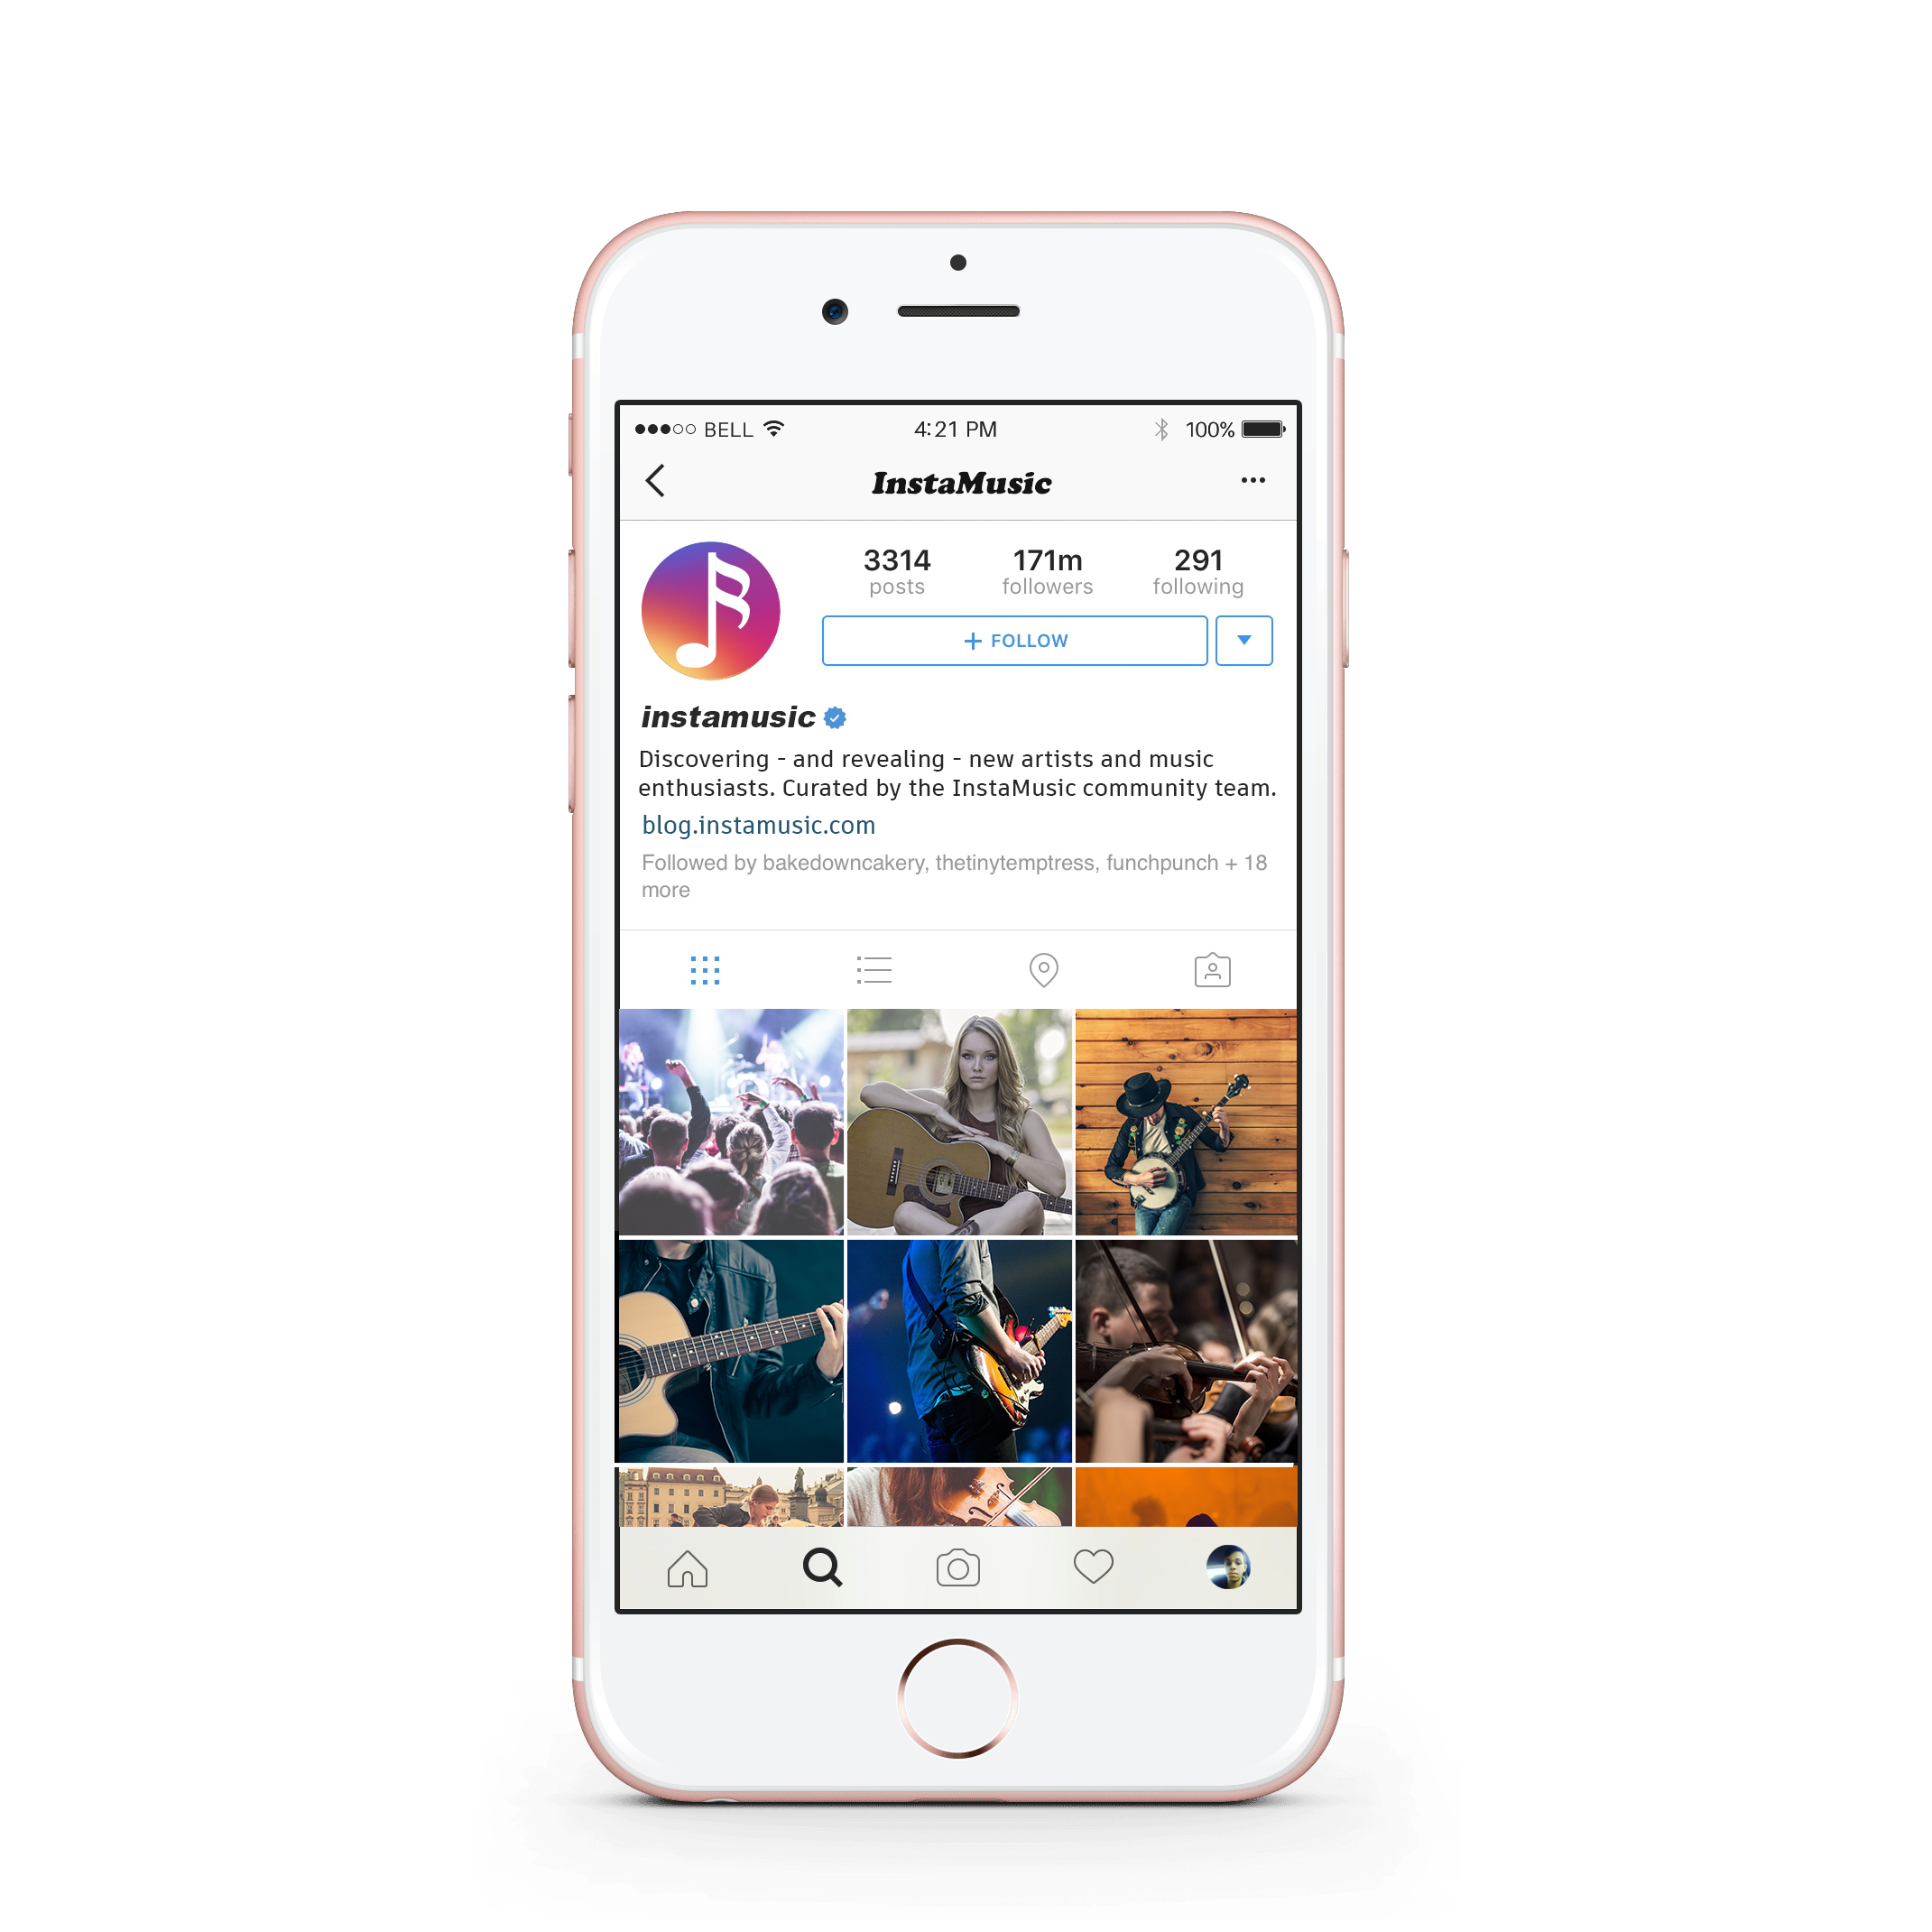 BELL 4:21 PM 100%
InstaMusic
3314 171m 291
posts followers following
+ FOLLOW
instamusic
Discovering - and revealing - new artists and music
enthusiasts. Curated by the InstaMusic community team.
blog.instamusic.com
Followed by bakedowncakery, thetinytemptress, funchpunch + 18
more